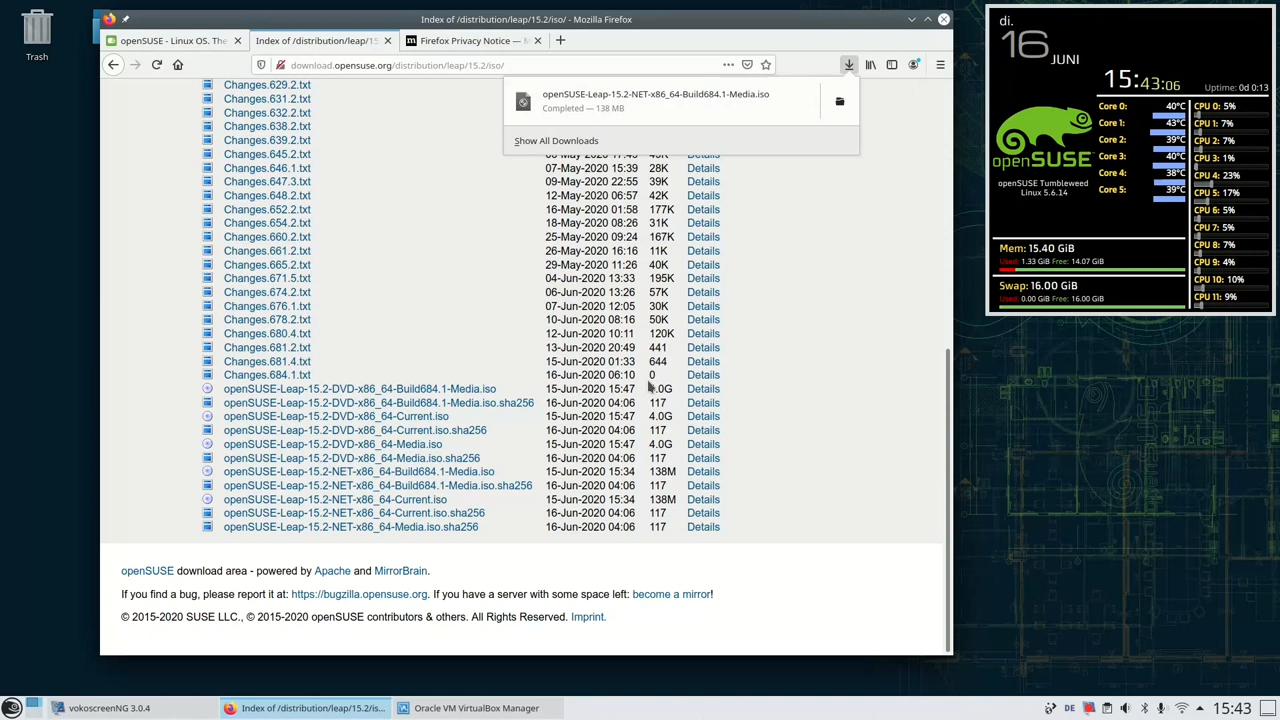 Trash
Index of /distribution/leap/15.2/iso/ - Mozilla Firefox
openSUSE - Linux OS. The
Index of /distribution/leap/15
Firefox Privacy Notice — M
download.opensuse.org/distribution/leap/15.2/iso/
openSUSE-Leap-15.2-NET-x86_64-Build684.1-Media.iso
Completed — 138 MB
Show All Downloads
Changes.629.2.txt
Changes.631.2.txt
Changes.632.2.txt
Changes.638.2.txt
Changes.639.2.txt
Changes.645.2.txt
Details
Changes.646.1.txt 07-May-2020 15:39 28K Details
Changes.647.3.txt 09-May-2020 22:55 39K Details
Changes.648.2.txt 12-May-2020 06:57 42K Details
Changes.652.2.txt 16-May-2020 01:58 177K Details
Changes.654.2.txt 18-May-2020 08:26 31K Details
Changes.660.2.txt 25-May-2020 09:24 167K Details
Changes.661.2.txt 26-May-2020 16:16 11K Details
Changes.665.2.txt 29-May-2020 11:26 40K Details
Changes.671.5.txt 04-Jun-2020 13:33 195K Details
Changes.674.2.txt 06-Jun-2020 13:26 57K Details
Changes.676.1.txt 07-Jun-2020 12:05 30K Details
Changes.678.2.txt 10-Jun-2020 08:16 50K Details
Changes.680.4.txt 12-Jun-2020 10:11 120K Details
Changes.681.2.txt 13-Jun-2020 20:49 441 Details
Changes.681.4.txt 15-Jun-2020 01:33 644 Details
Changes.684.1.txt 16-Jun-2020 06:10 0 Details
openSUSE-Leap-15.2-DVD-x86_64-Build684.1-Media.iso 15-Jun-2020 15:47 .0G Details
openSUSE-Leap-15.2-DVD-x86_64-Build684.1-Media.iso.sha256 16-Jun-2020 04:06 117 Details
openSUSE-Leap-15.2-DVD-x86_64-Current.iso 15-Jun-2020 15:47 4.0G Details
openSUSE-Leap-15.2-DVD-x86_64-Current.iso.sha256 16-Jun-2020 04:06 117 Details
openSUSE-Leap-15.2-DVD-x86_64-Media.iso 15-Jun-2020 15:47 4.0G Details
openSUSE-Leap-15.2-DVD-x86_64-Media.iso.sha256 16-Jun-2020 04:06 117 Details
openSUSE-Leap-15.2-NET-x86_64-Build684.1-Media.iso 15-Jun-2020 15:34 138M Details
openSUSE-Leap-15.2-NET-x86_64-Build684.1-Media.iso.sha256 16-Jun-2020 04:06 117 Details
openSUSE-Leap-15.2-NET-x86_64-Current.iso 15-Jun-2020 15:34 138M Details
openSUSE-Leap-15.2-NET-x86_64-Current.iso.sha256 16-Jun-2020 04:06 117 Details
openSUSE-Leap-15.2-NET-x86_64-Media.iso.sha256 16-Jun-2020 04:06 117 Details
openSUSE download area - powered by Apache and MirrorBrain.
If you find a bug, please report it at: https://bugzilla.opensuse.org. If you have a server with some space left: become a mirror!
© 2015-2020 SUSE LLC., © 2015-2020 openSUSE contributors & others. All Rights Reserved. Imprint.
di.
16 JUNI
15:43:06
Uptime: 0d 0:13
openSUSE
openSUSE Tumbleweed
Linux 5.6.14
Core 0: 40°C
Core 1: 43°C
Core 2: 39°C
Core 3: 40°C
Core 4: 38°C
Core 5: 39°C
CPU 0: 5%
CPU 1: 7%
CPU 2: 7%
CPU 3: 1%
CPU 4: 23%
CPU 5: 17%
CPU 6: 5%
CPU 7: 5%
CPU 8: 7%
CPU 9: 4%
CPU 10: 10%
CPU 11: 9%
Mem: 15.40 GiB
Used: 1.33 GiB Free: 14.07 GiB
Swap: 16.00 GiB
Used: 0.00 GiB Free: 16.00 GiB
vokoscreenNG 3.0.4
Index of /distribution/leap/15.2/is...
Oracle VM VirtualBox Manager
DE
15:43